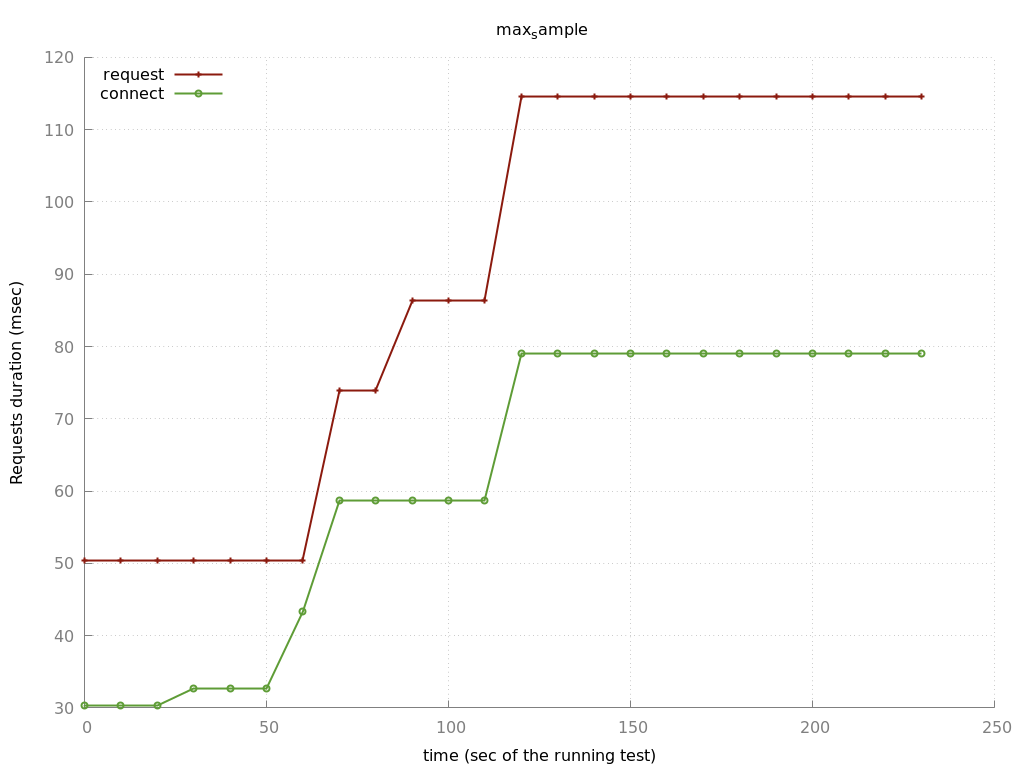 maxsample
120
request
connect
110
100
90
80
70
60
50
40
30
Requests duration (msec)
0 50 100 150 200 250
time (sec of the running test)